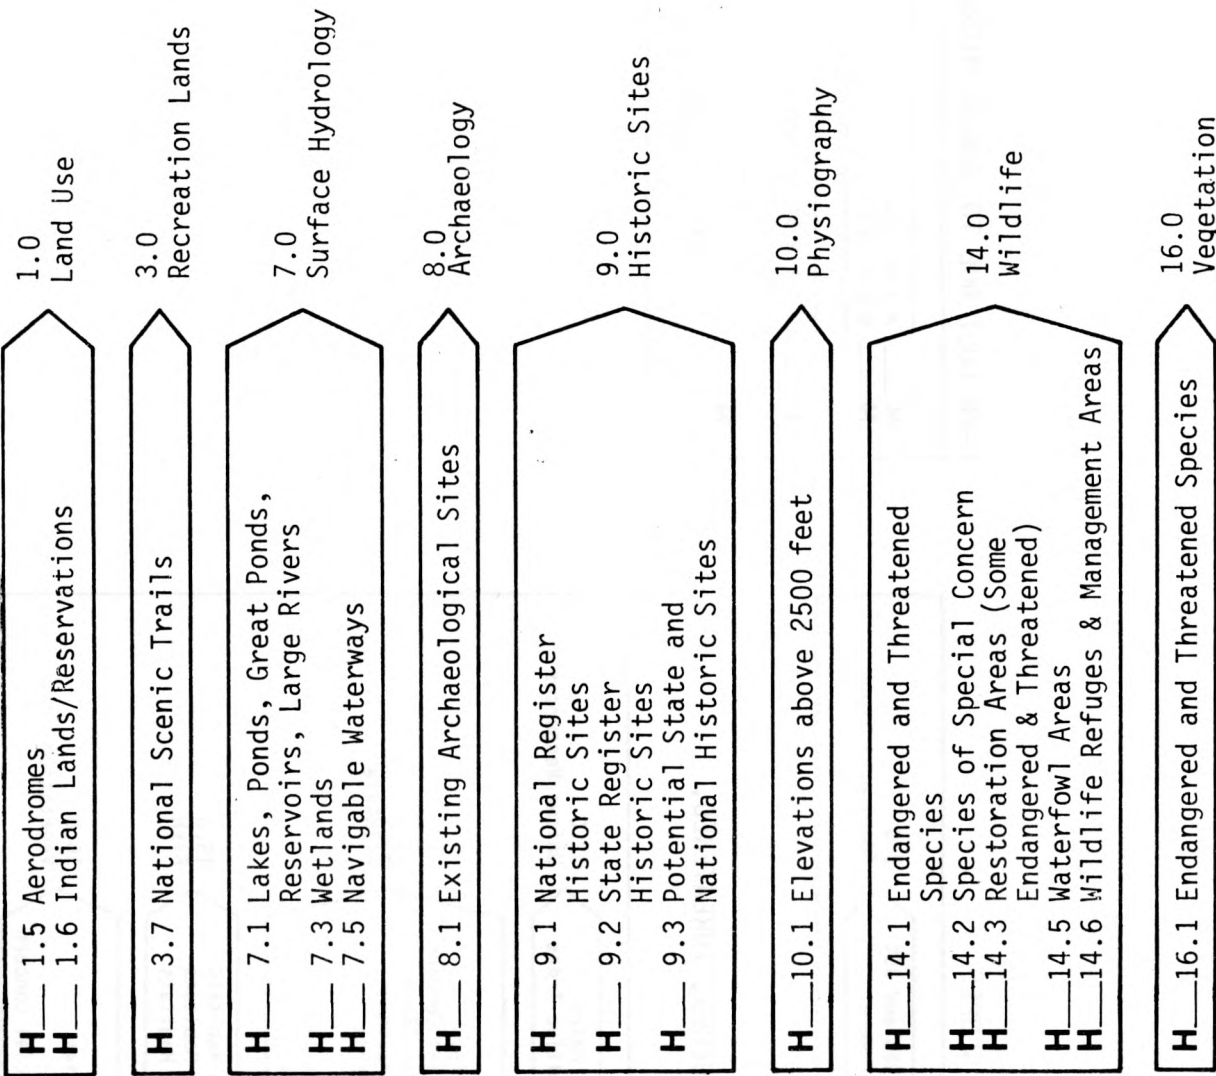 H 1.5 Aerodromes
H 1.6 Indian Lands/Reservations
1.0
Land Use
H 3.7 National Scenic Trails
3.0
Recreation Lands
H 7.1 Lakes, Ponds, Great Ponds,
Reservoirs, Large Rivers
H 7.3 Wetlands
H 7.5 Navigable Waterways
7.0
Surface Hydrology
H 8.1 Existing Archaeological Sites
8.0
Archaeology
H 9.1 National Register
Historic Sites
H 9.2 State Register
Historic Sites
H 9.3 Potential State and
National Historic Sites
9.0
Historic Sites
H 10.1 Elevations above 2500 feet
10.0
Physiography
H 14.1 Endangered and Threatened
Species
H 14.2 Species of Special Concern
H 14.3 Restoration Areas (Some
Endangered & Threatened)
H 14.5 Waterfowl Areas
H 14.6 Wildlife Refuges & Management Areas
14.0
Wildlife
H 16.1 Endangered and Threatened Species
16.0
Vegetation